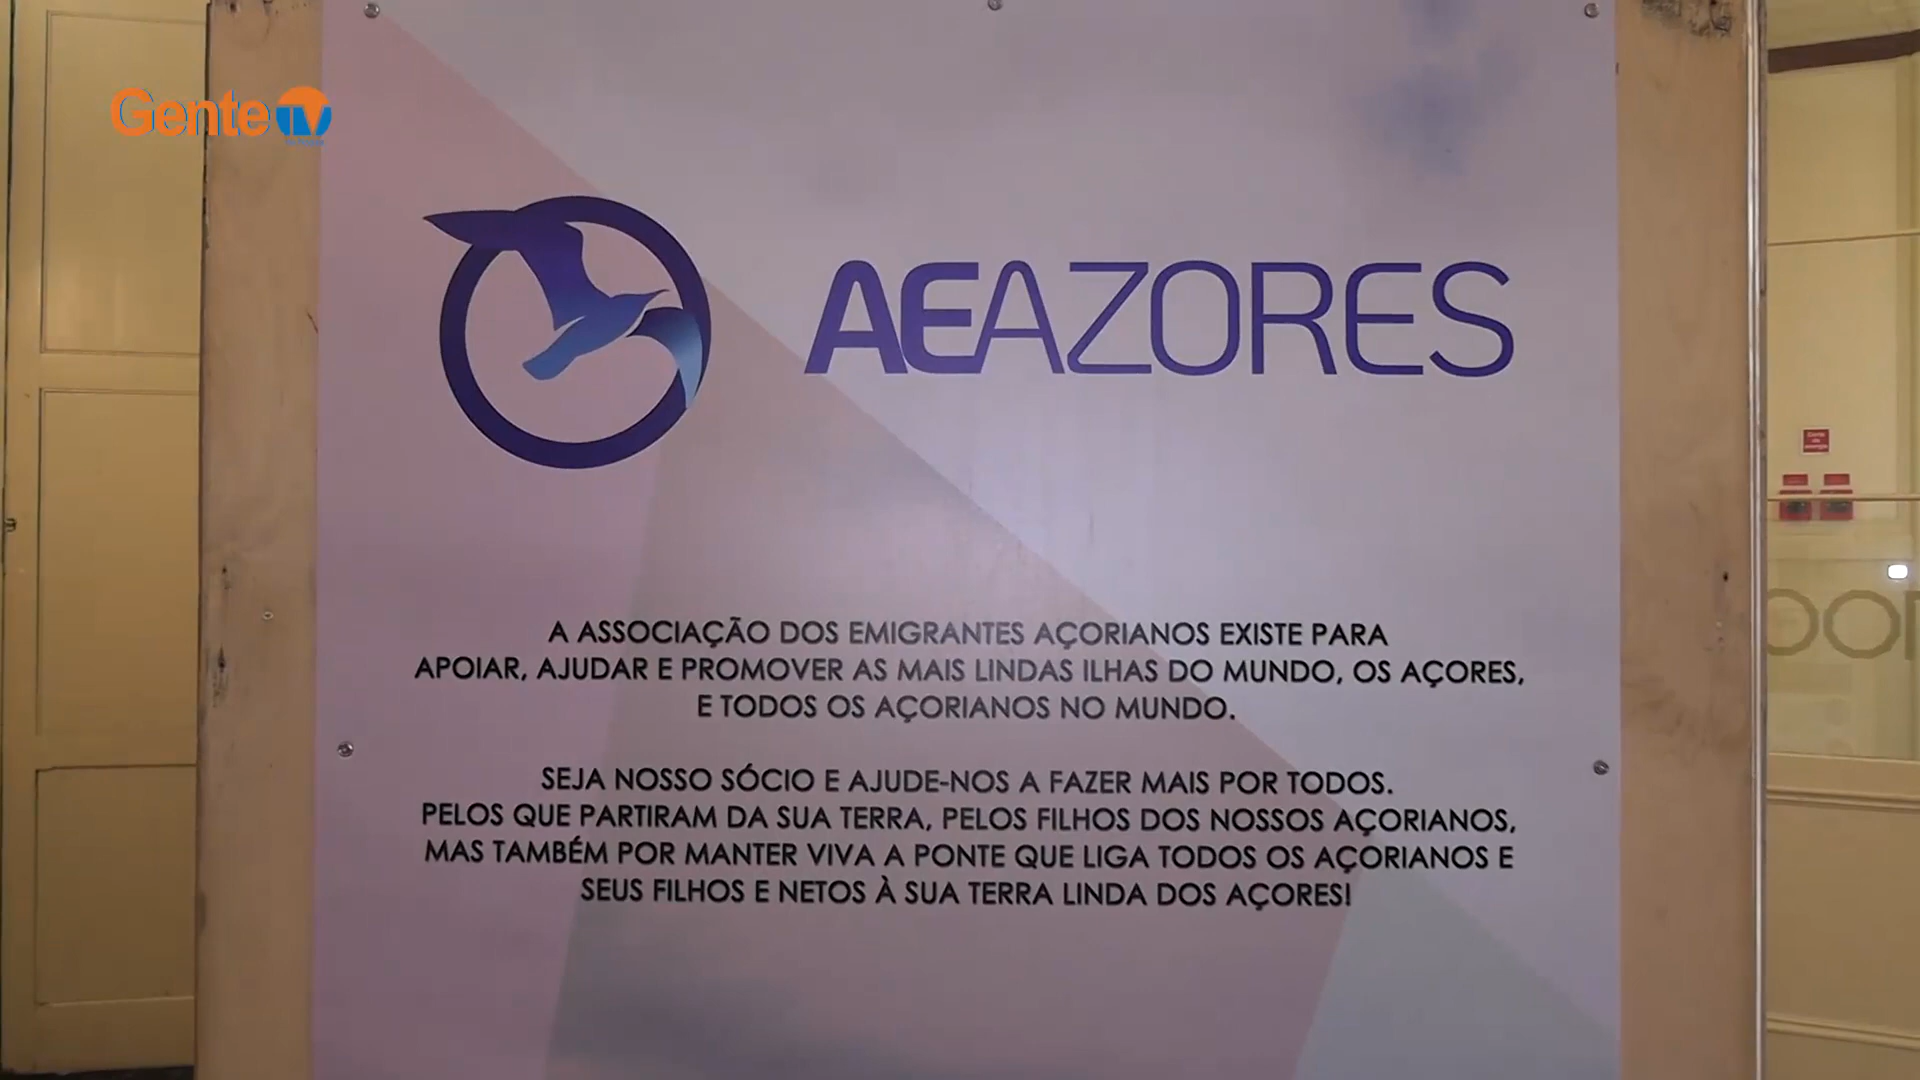 Gente TV
AEAZORES
A ASSOCIAÇÃO DOS EMIGRANTES AÇORIANOS EXISTE PARA
APOIAR, AJUDAR E PROMOVER AS MAIS LINDAS ILHAS DO MUNDO, OS AÇORES,
E TODOS OS AÇORIANOS NO MUNDO.
SEJA NOSSO SÓCIO E AJUDE-NOS A FAZER MAIS POR TODOS.
PELOS QUE PARTIRAM DA SUA TERRA, PELOS FILHOS DOS NOSSOS AÇORIANOS,
MAS TAMBÉM POR MANTER VIVA A PONTE QUE LIGA TODOS OS AÇORIANOS E
SEUS FILHOS E NETOS À SUA TERRA LINDA DOS AÇORES!